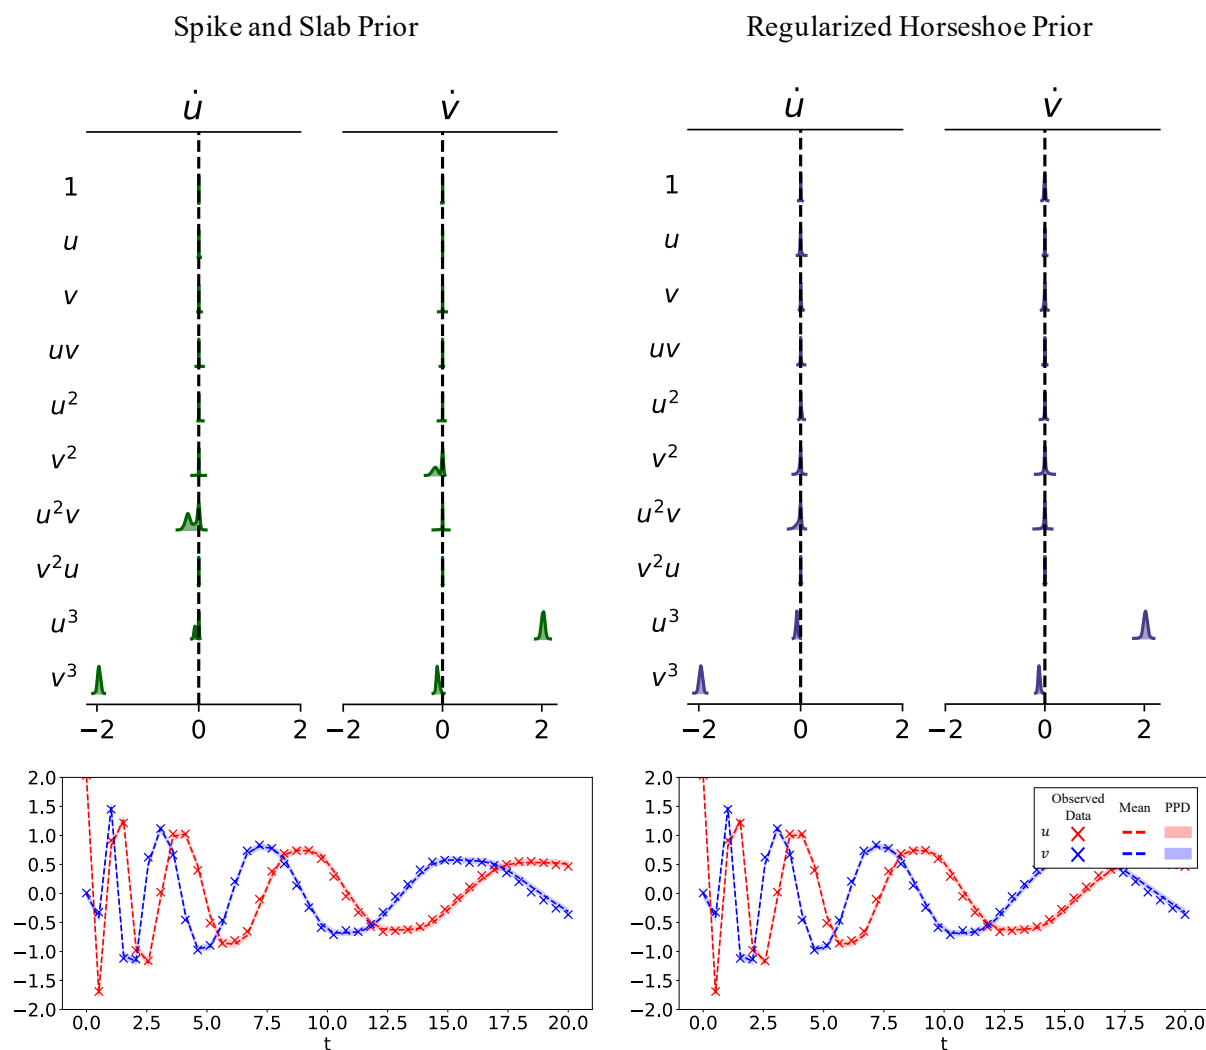 Spike and Slab Prior
Regularized Horseshoe Prior
u̇ v̇ u̇ v̇
1 1
u u
v v
uv uv
u² u²
v² v²
u²v u²v
v²u v²u
u³ u³
v³ v³
−2 0 2 −2 0 2 −2 0 2 −2 0 2
2.0 2.0
1.5 1.5
1.0 1.0
0.5 0.5
0.0 0.0
−0.5 −0.5
−1.0 −1.0
−1.5 −1.5
−2.0 −2.0
Observed Data Mean PPD
u
v
0.0 2.5 5.0 7.5 10.0 12.5 15.0 17.5 20.0 0.0 2.5 5.0 7.5 10.0 12.5 15.0 17.5 20.0
t t